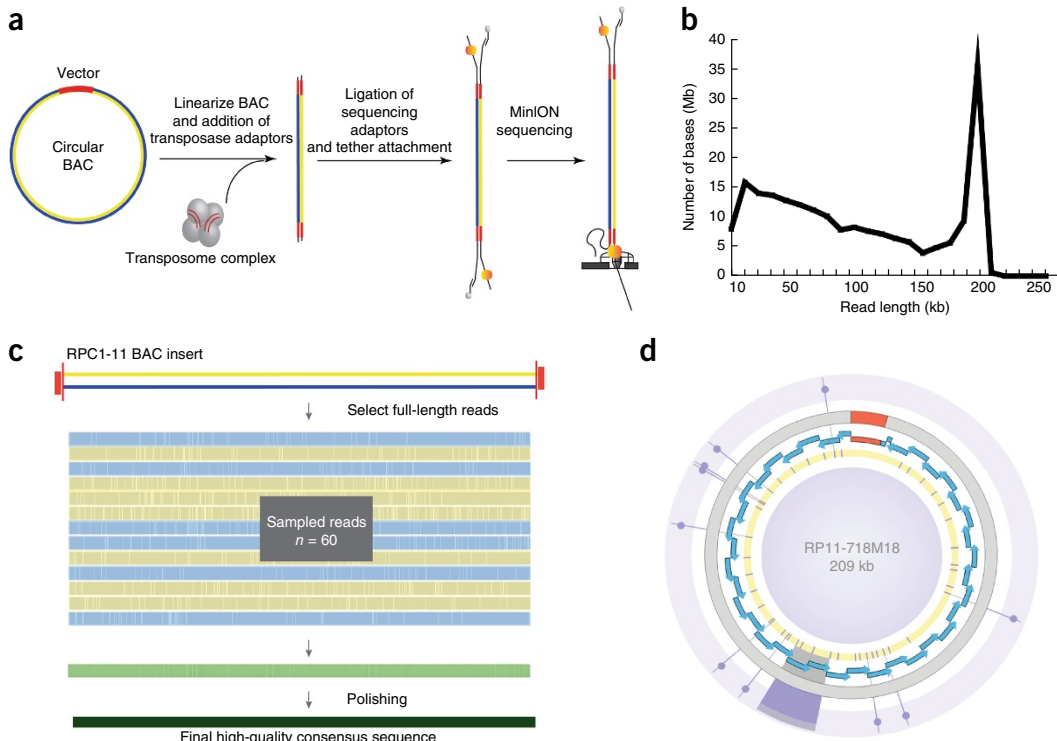 a
Vector
Circular
BAC
Linearize BAC
and addition of
transposase adaptors
Transposome complex
Ligation of
sequencing
adaptors
and tether attachment
MinION
sequencing
b
Number of bases (Mb)
40
35
30
25
20
15
10
5
0
10 50 100 150 200 250
Read length (kb)
c
RPC1-11 BAC insert
Select full-length reads
Sampled reads
n = 60
Polishing
Final high-quality consensus sequence
d
RP11-718M18
209 kb